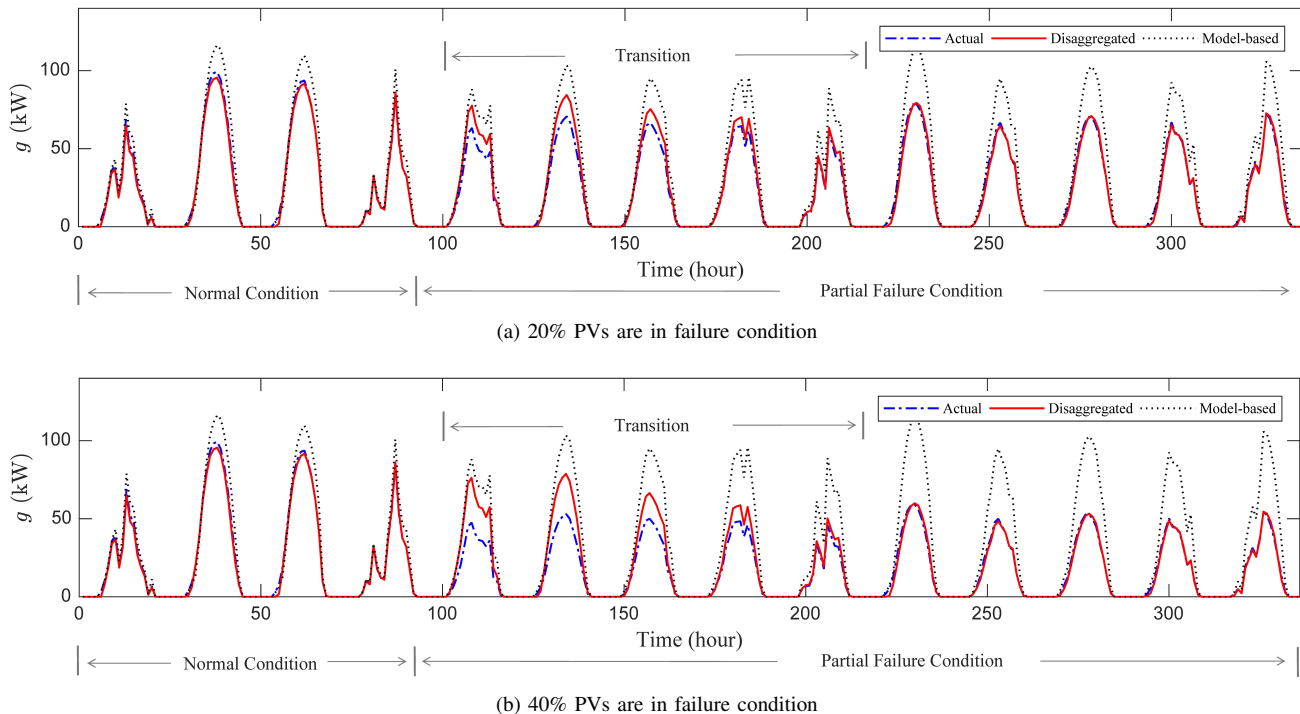 Transition
Actual Disaggregated Model-based
g (kW)
100
50
0
0 50 100 150 200 250 300
Time (hour)
Normal Condition Partial Failure Condition
(a) 20% PVs are in failure condition
Transition
Actual Disaggregated Model-based
g (kW)
100
50
0
0 50 100 150 200 250 300
Time (hour)
Normal Condition Partial Failure Condition
(b) 40% PVs are in failure condition